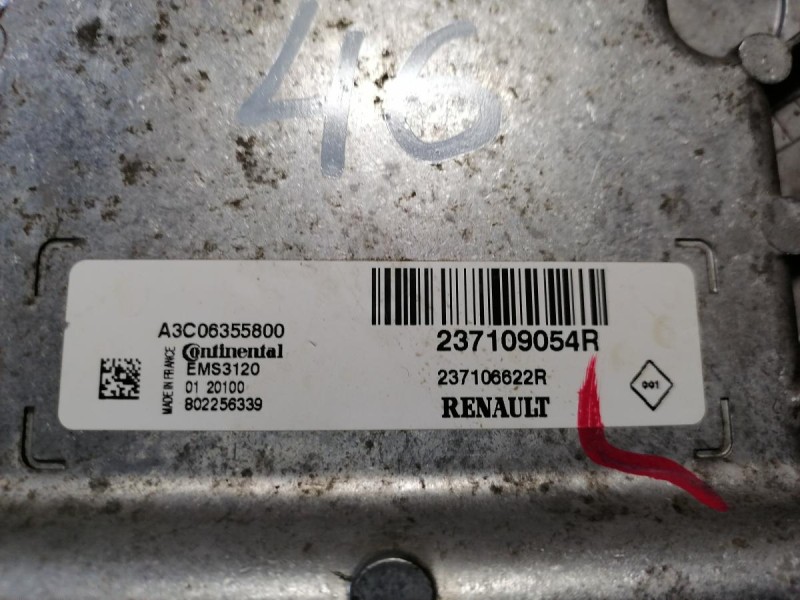 46
A3C06355800
Continental
EMS3120
01 20100
802256339
MADE IN FRANCE
237109054R
237106622R
RENAULT
001